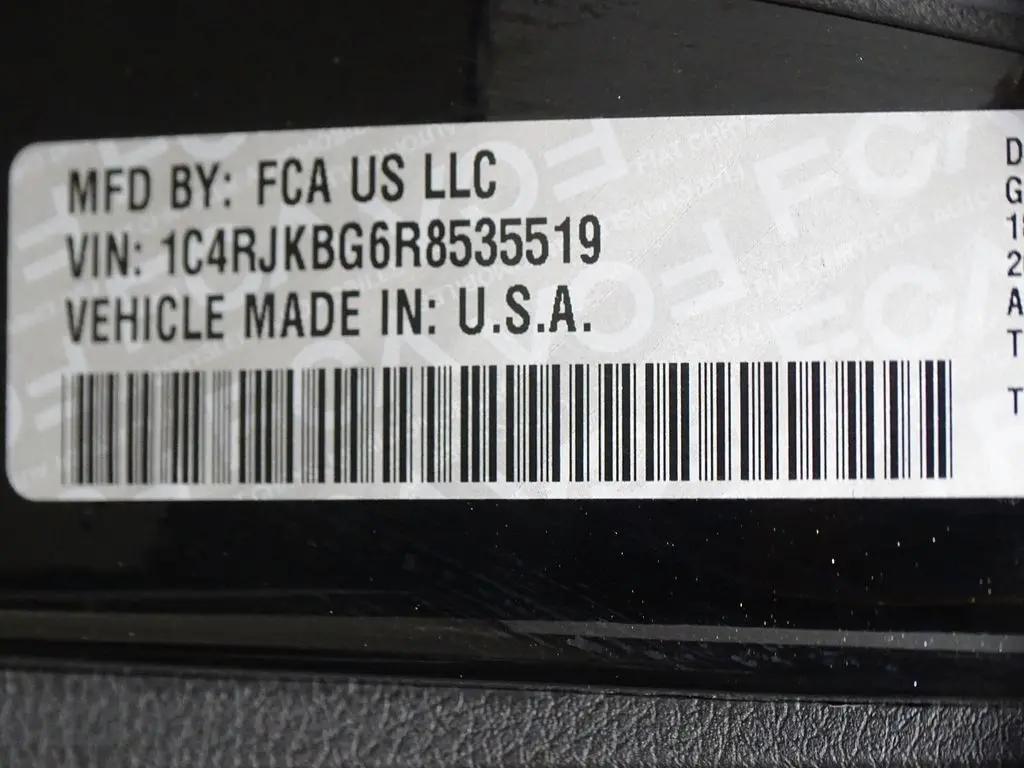 MFD BY: FCA US LLC
VIN: 1C4RJKBG6R8535519
VEHICLE MADE IN: U.S.A.
D
G
A
T
T